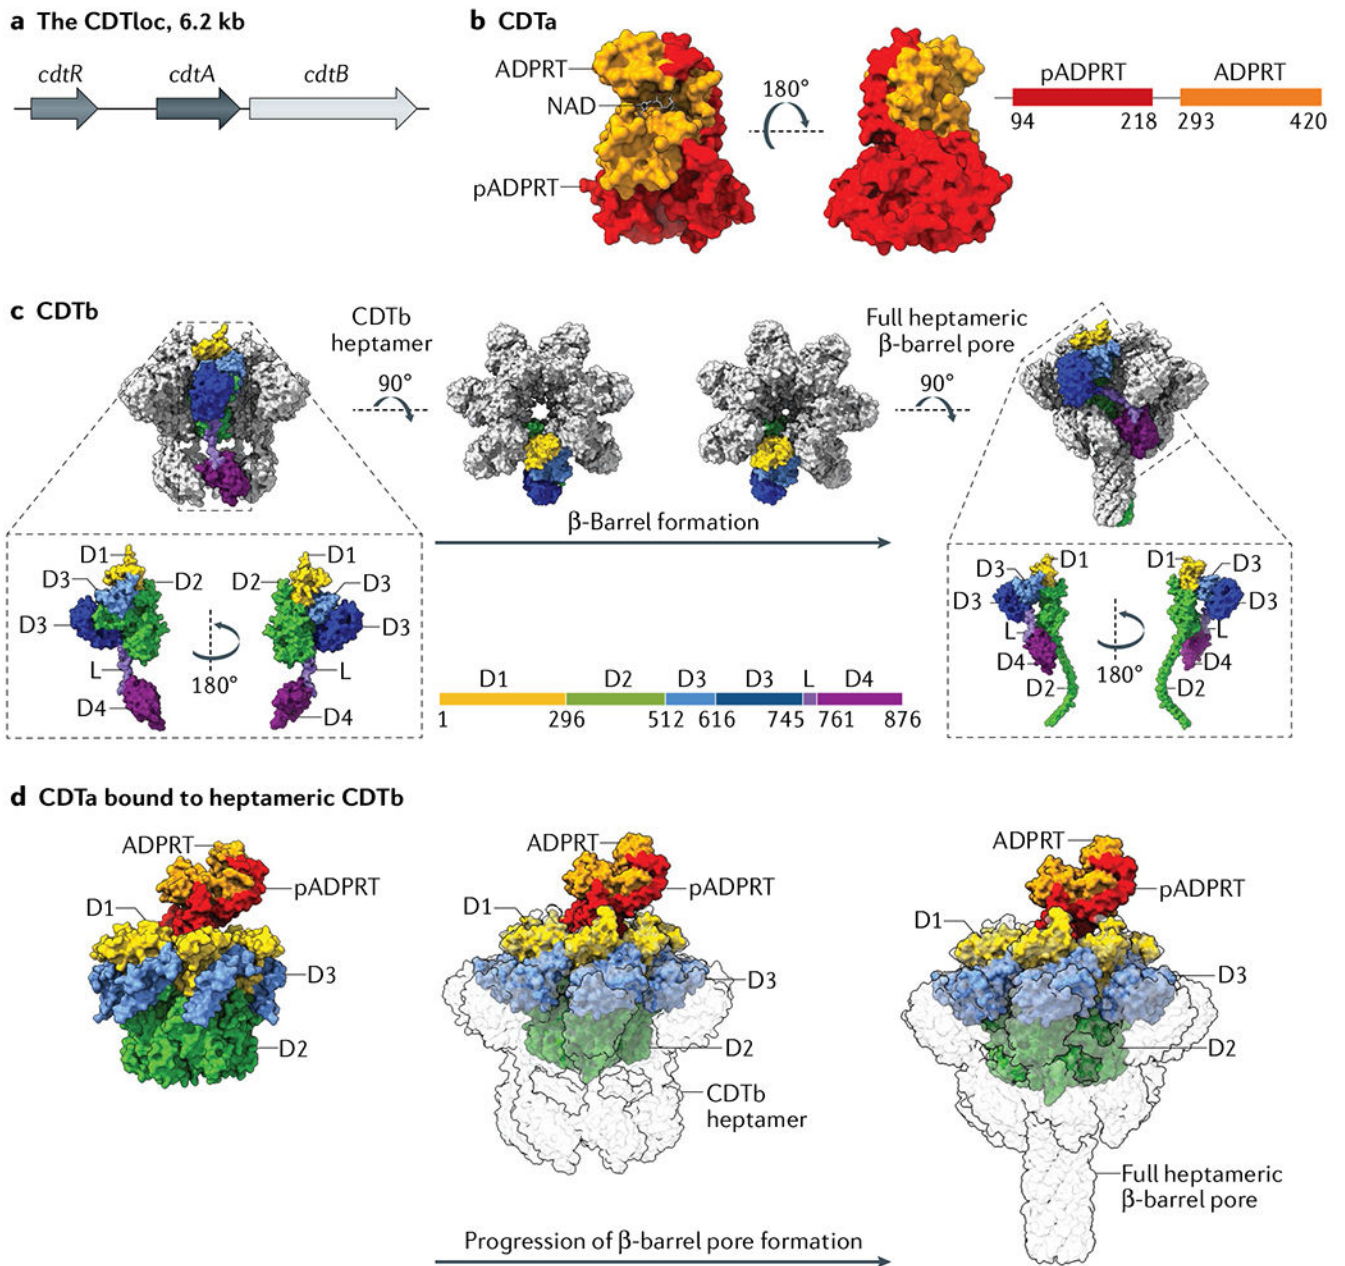 a The CDTloc, 6.2 kb
cdtR cdtA cdtB
b CDTa
ADPRT
NAD
pADPRT
180°
pADPRT ADPRT
94 218 293 420
c CDTb
CDTb
heptamer
90°
Full heptameric
β-barrel pore
90°
β-Barrel formation
D1
D3
D2
D3
L
D4
180°
D1
D2
D3
D3
L
D4
D1 D2 D3 D3 L D4
1 296 512 616 745 761 876
D1
D3
D3
L
D4
D2
180°
D1
D3
D3
L
D4
D2
d CDTa bound to heptameric CDTb
ADPRT
pADPRT
D1
D3
D2
ADPRT
pADPRT
D1
D3
D2
CDTb
heptamer
ADPRT
pADPRT
D1
D3
D2
Full heptameric
β-barrel pore
Progression of β-barrel pore formation